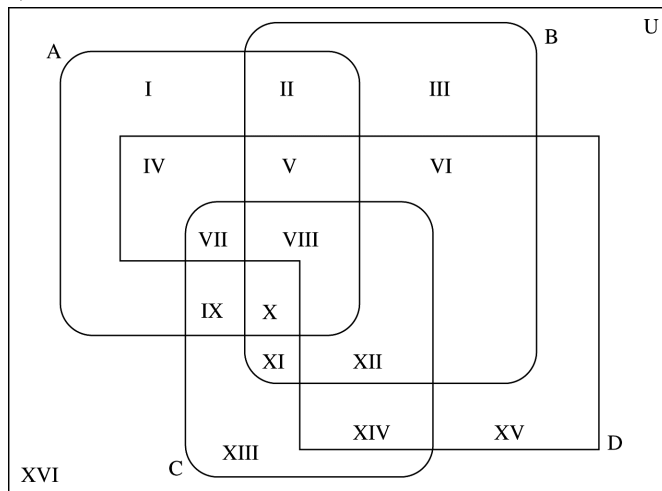 U
B
A
I II III
IV V VI
VII VIII
IX X
XI XII
XIV XV
D
XIII
C
XVI